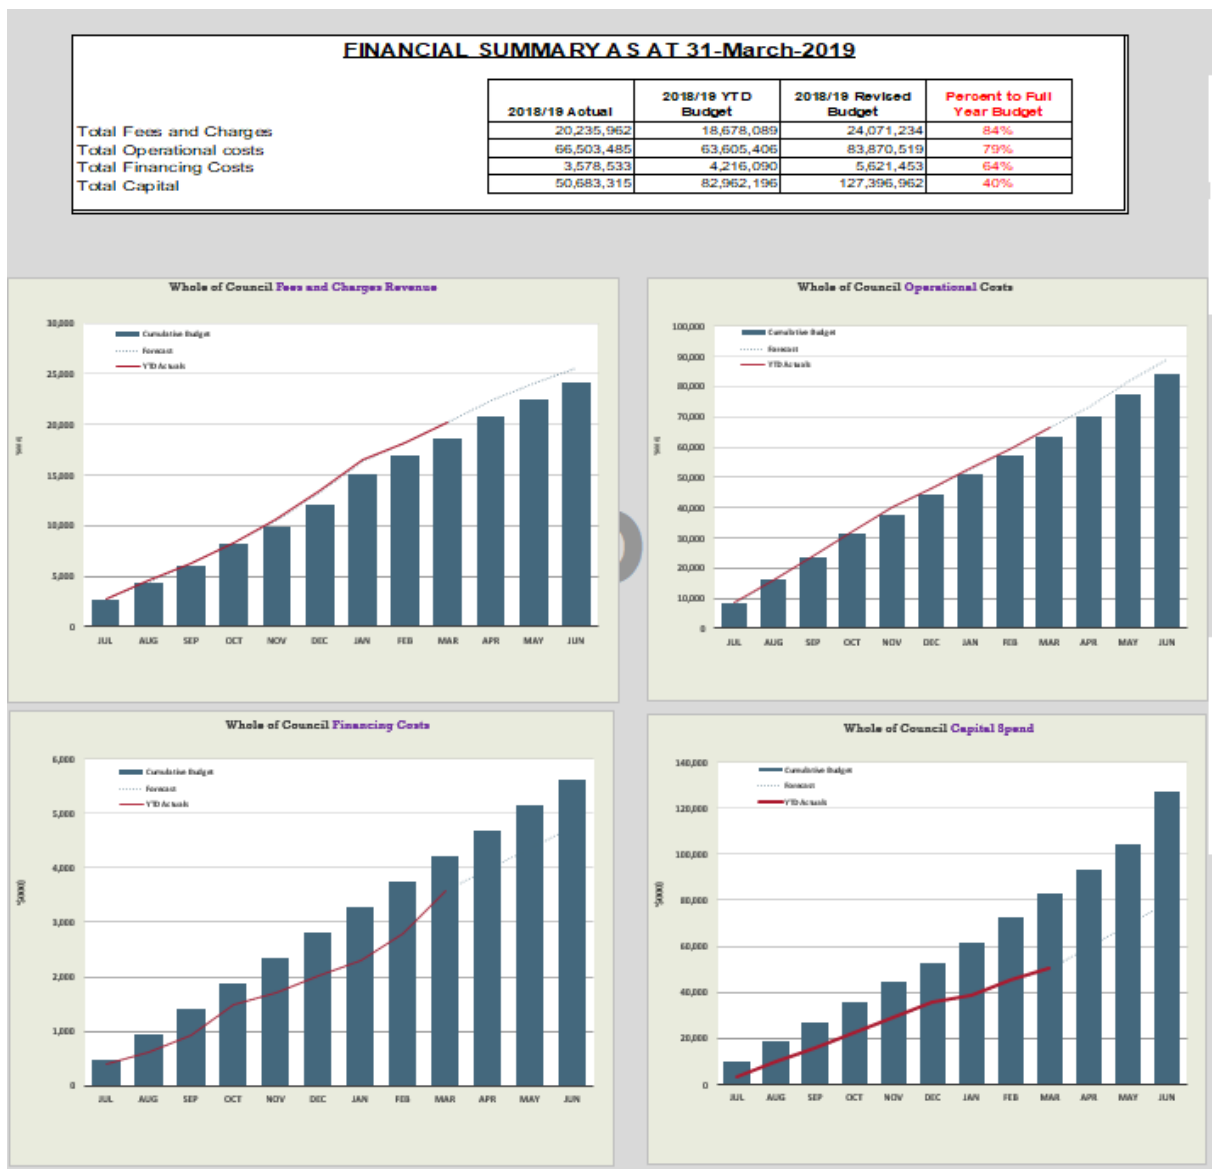 FINANCIAL SUMMARY AS AT 31-March-2019
2018/19 Actual 2018/19 YTD Budget 2018/19 Revised Budget Percent to Full Year Budget
Total Fees and Charges 20,235,962 18,678,089 24,071,234 84%
Total Operational costs 66,503,485 63,605,406 83,870,519 79%
Total Financing Costs 3,578,533 4,216,090 5,621,453 64%
Total Capital 50,683,315 82,962,196 127,396,962 40%
Whole of Council Fees and Charges Revenue
Cumulative Budget
Forecast
YTD Actuals
30,000
25,000
20,000
15,000
10,000
5,000
0
JUL AUG SEP OCT NOV DEC JAN FEB MAR APR MAY JUN
Whole of Council Operational Costs
Cumulative Budget
Forecast
YTD Actuals
100,000
90,000
80,000
70,000
60,000
50,000
40,000
30,000
20,000
10,000
0
JUL AUG SEP OCT NOV DEC JAN FEB MAR APR MAY JUN
Whole of Council Financing Costs
Cumulative Budget
Forecast
YTD Actuals
6,000
5,000
4,000
3,000
2,000
1,000
0
JUL AUG SEP OCT NOV DEC JAN FEB MAR APR MAY JUN
Whole of Council Capital Spend
Cumulative Budget
Forecast
YTD Actuals
140,000
120,000
100,000
80,000
60,000
40,000
20,000
0
JUL AUG SEP OCT NOV DEC JAN FEB MAR APR MAY JUN